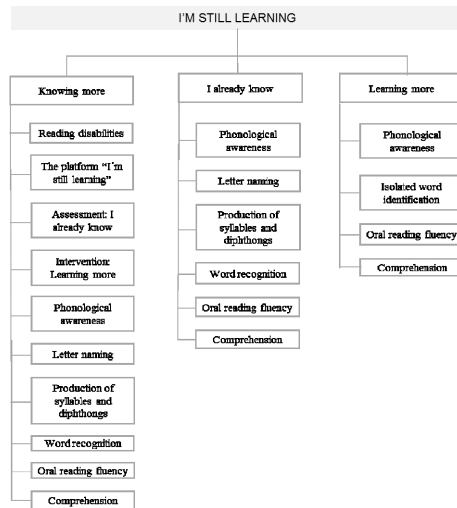 I'M STILL LEARNING
Knowing more
Reading disabilities
The platform “I´m
still learning”
Assessment: I
already know
Intervention:
Learning more
Phonological
awareness
Letter naming
Production of
syllables and
diphthongs
Word recognition
Oral reading fluency
Comprehension
I already know
Phonological
awareness
Letter naming
Production of
syllables and
diphthongs
Word recognition
Oral reading fluency
Comprehension
Learning more
Phonological
awareness
Isolated word
identification
Oral reading fluency
Comprehension